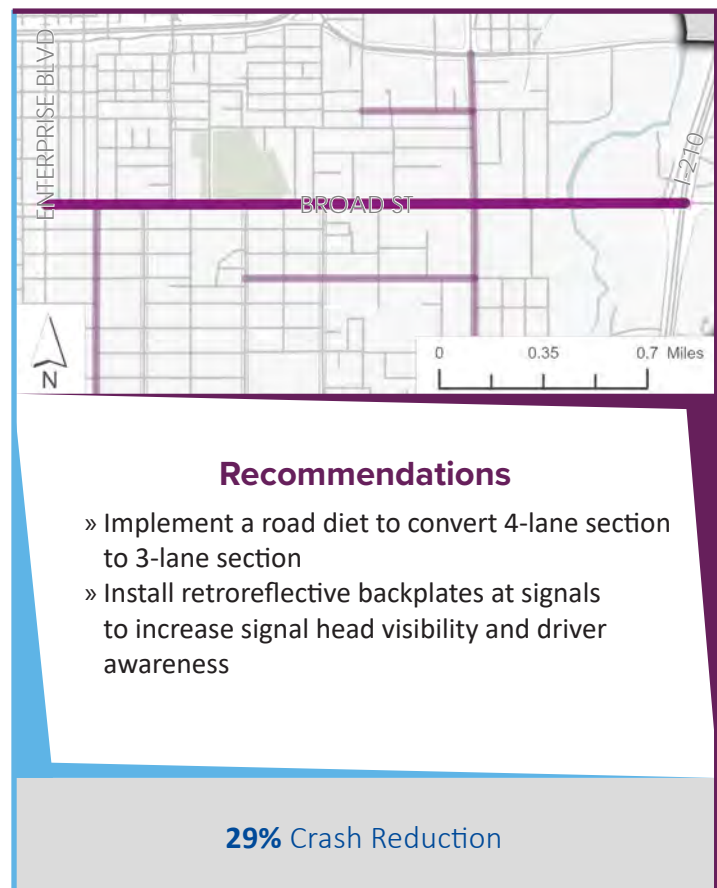 ENTERPRISE BLVD
I-210
BROAD ST
N
0 0.35 0.7 Miles
Recommendations
» Implement a road diet to convert 4-lane section
to 3-lane section
» Install retroreflective backplates at signals
to increase signal head visibility and driver
awareness
29% Crash Reduction